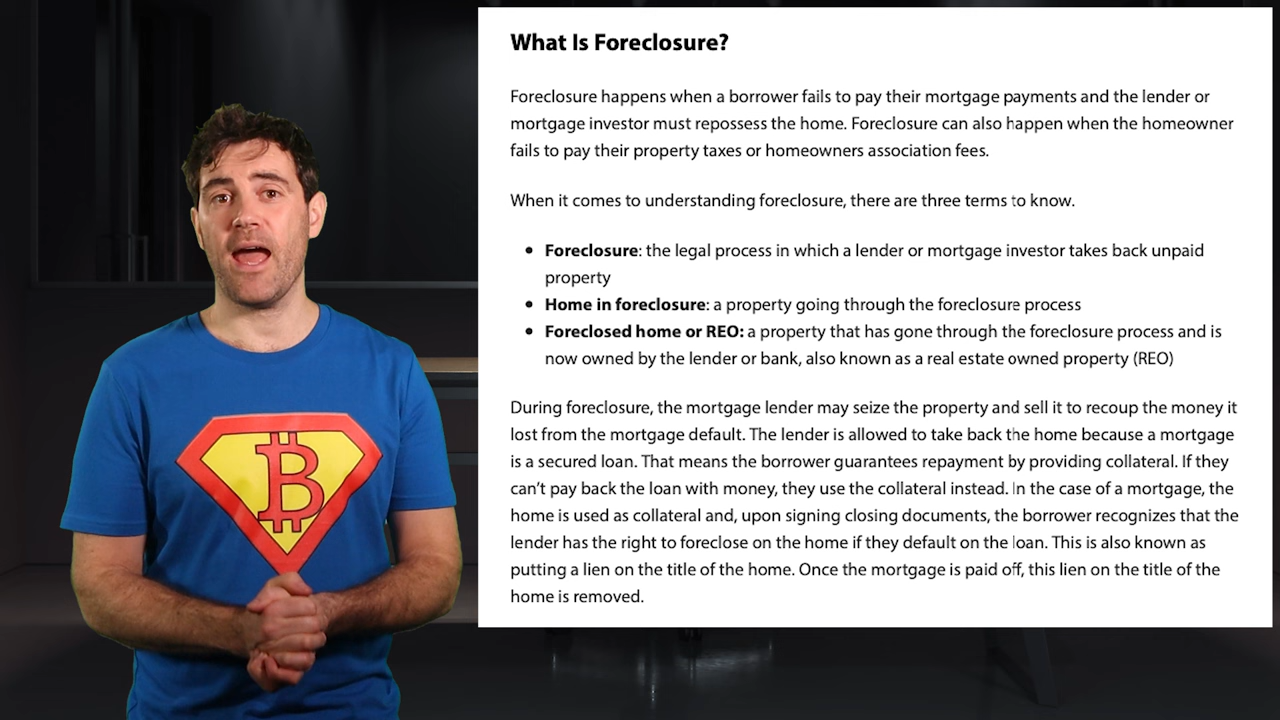 What Is Foreclosure?
Foreclosure happens when a borrower fails to pay their mortgage payments and the lender or
mortgage investor must repossess the home. Foreclosure can also happen when the homeowner
fails to pay their property taxes or homeowners association fees.
When it comes to understanding foreclosure, there are three terms to know.
• Foreclosure: the legal process in which a lender or mortgage investor takes back unpaid
property
• Home in foreclosure: a property going through the foreclosure process
• Foreclosed home or REO: a property that has gone through the foreclosure process and is
now owned by the lender or bank, also known as a real estate owned property (REO)
During foreclosure, the mortgage lender may seize the property and sell it to recoup the money it
lost from the mortgage default. The lender is allowed to take back the home because a mortgage
is a secured loan. That means the borrower guarantees repayment by providing collateral. If they
can’t pay back the loan with money, they use the collateral instead. In the case of a mortgage, the
home is used as collateral and, upon signing closing documents, the borrower recognizes that the
lender has the right to foreclose on the home if they default on the loan. This is also known as
putting a lien on the title of the home. Once the mortgage is paid off, this lien on the title of the
home is removed.